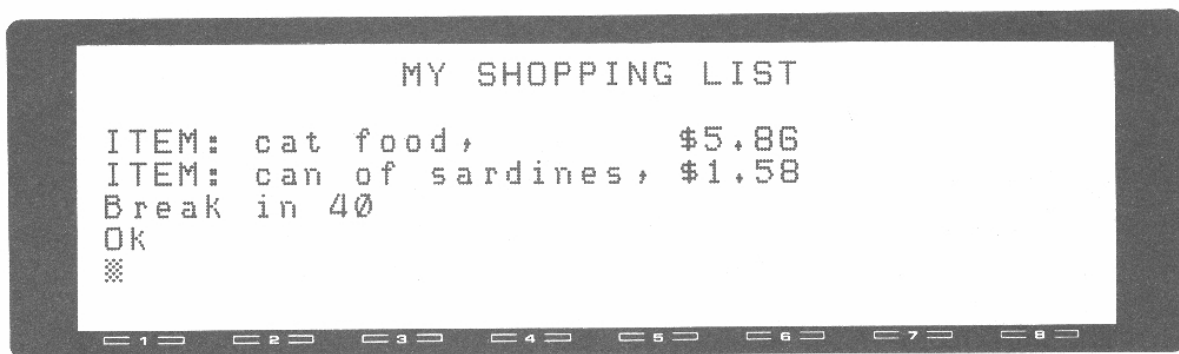 MY SHOPPING LIST
ITEM: cat food, $5.86
ITEM: can of sardines, $1.58
Break in 40
Ok
1 2 3 4 5 6 7 8